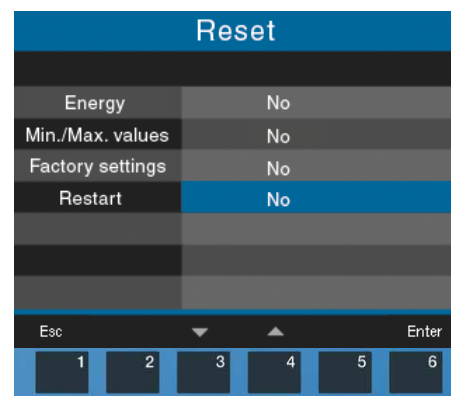 Reset
Energy No
Min./Max. values No
Factory settings No
Restart No
Esc Enter
1 2 3 4 5 6